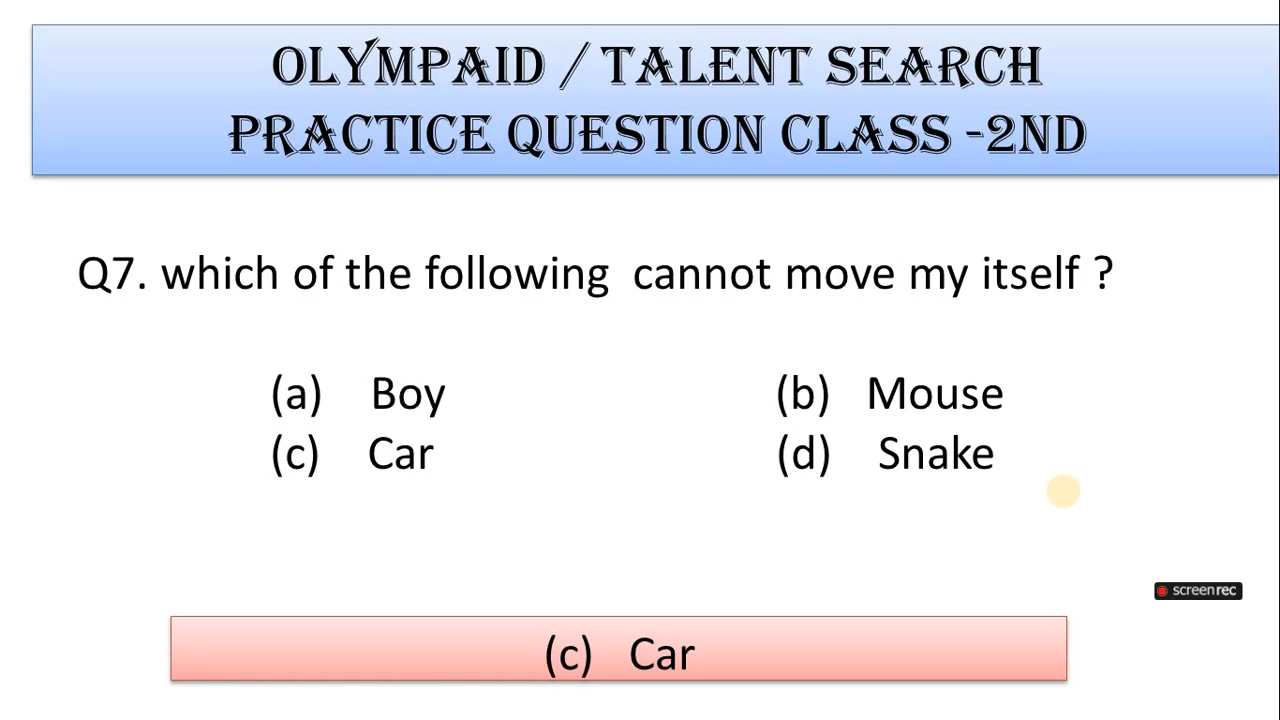 OLYMPAID / TALENT SEARCH
PRACTICE QUESTION CLASS -2ND
Q7. which of the following cannot move my itself ?
(a) Boy (b) Mouse
(c) Car (d) Snake
screenrec
(c) Car